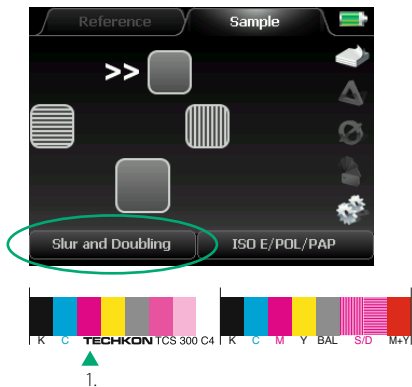 Reference Sample
>>
Slur and Doubling ISO E/POL/PAP
K C TECHKON TCS 300 C4 K C M Y BAL S/D M+Y
1.